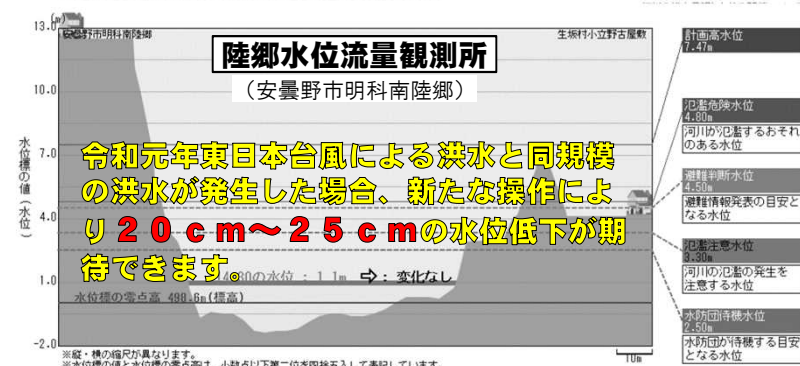 (m)
13.0
10.0
7.0
4.0
1.0
-2.0
水位標の値(水位)
安曇野市明科南陸郷
生坂村小立野古屋敷
陸郷水位流量観測所
(安曇野市明科南陸郷)
令和元年東日本台風による洪水と同規模
の洪水が発生した場合、新たな操作によ
り20cm~25cmの水位低下が期
待できます。
30の水位 : 1.1m ➡: 変化なし
水位標の零点高 498.6m(標高)
10m
※縦・横の縮尺が異なります。
計画高水位
7.47m
氾濫危険水位
4.80m
河川が氾濫するおそれ
のある水位
避難判断水位
4.50m
避難情報発表の目安と
なる水位
氾濫注意水位
3.30m
河川の氾濫の発生を
注意する水位
水防団待機水位
2.50m
水防団が待機する目安
となる水位